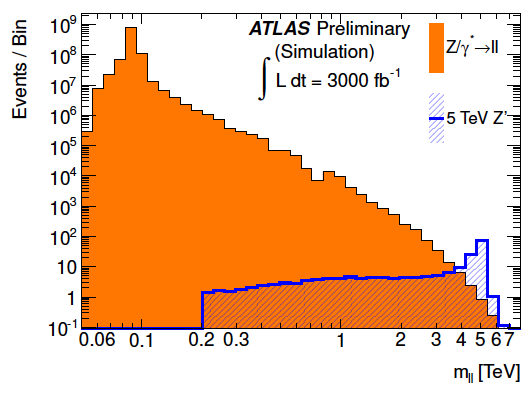 Events / Bin
10⁹
10⁸
10⁷
10⁶
10⁵
10⁴
10³
10²
10
1
10⁻¹
ATLAS Preliminary
(Simulation)
∫ L dt = 3000 fb⁻¹
Z/γ* →ll
5 TeV Z'
0.06 0.1 0.2 0.3 1 2 3 4 5 6 7
mₗₗ [TeV]